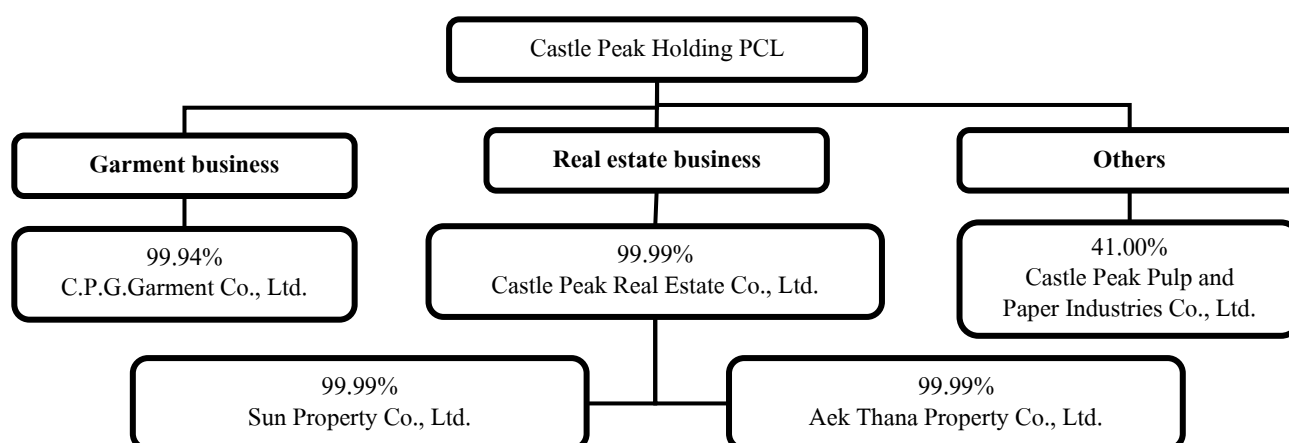 Castle Peak Holding PCL
Garment business
Real estate business
Others
99.94%
C.P.G.Garment Co., Ltd.
99.99%
Castle Peak Real Estate Co., Ltd.
41.00%
Castle Peak Pulp and
Paper Industries Co., Ltd.
99.99%
Sun Property Co., Ltd.
99.99%
Aek Thana Property Co., Ltd.